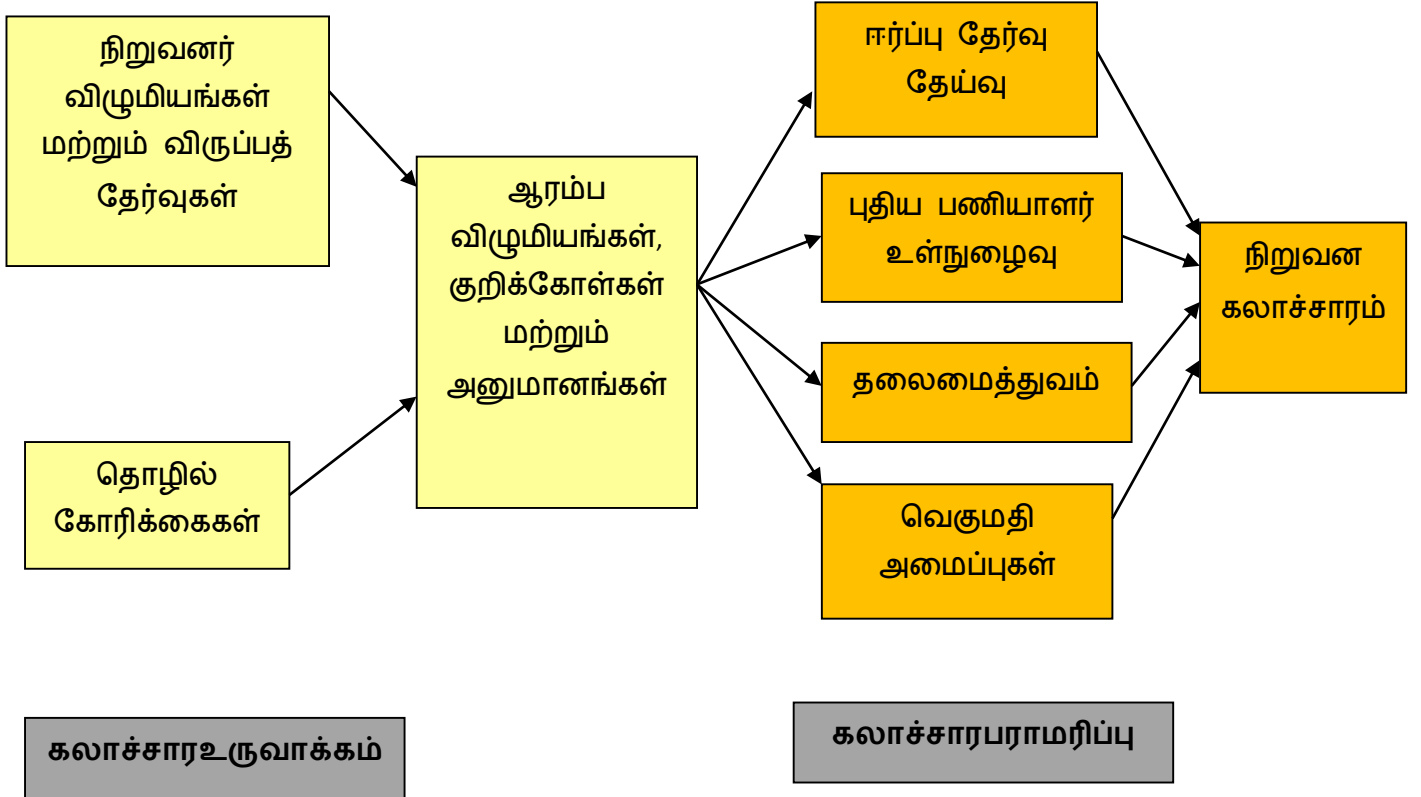 நிறுவனர்
விழுமியங்கள்
மற்றும் விருப்பத்
தேர்வுகள்
தொழில்
கோரிக்கைகள்
ஆரம்ப
விழுமியங்கள்,
குறிக்கோள்கள்
மற்றும்
அனுமானங்கள்
ஈர்ப்பு தேர்வு
தேய்வு
புதிய பணியாளர்
உள்நுழைவு
தலைமைத்துவம்
வெகுமதி
அமைப்புகள்
நிறுவன
கலாச்சாரம்
கலாச்சாரஉருவாக்கம்
கலாச்சாரபராமரிப்பு